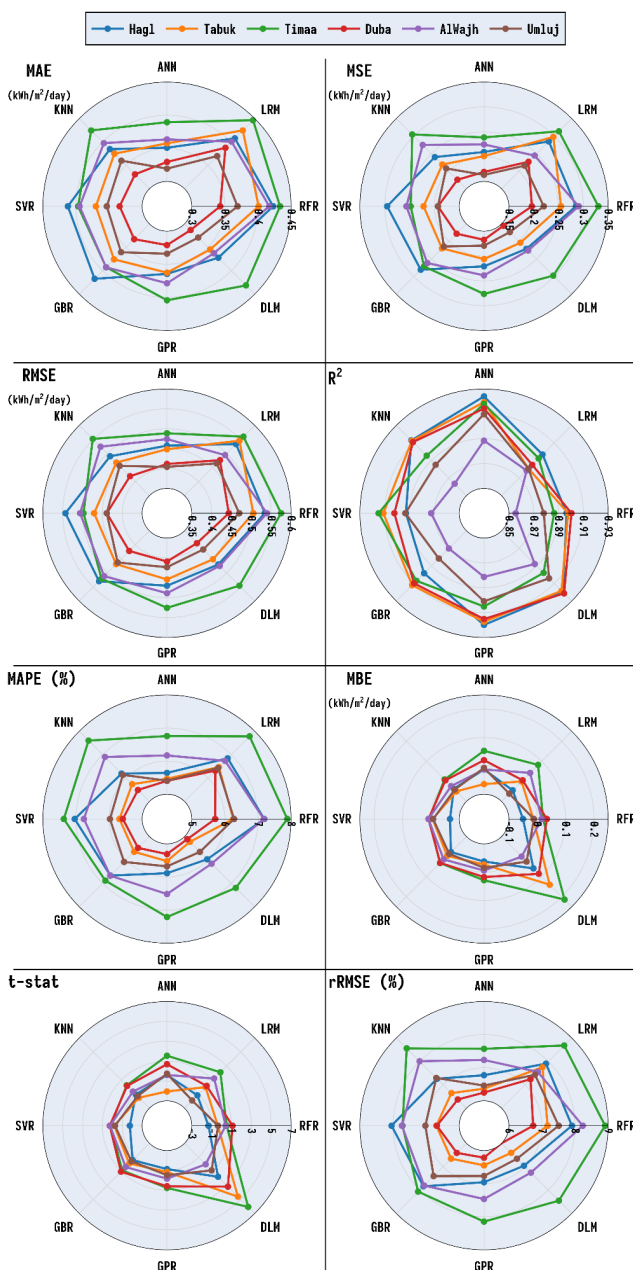 Hagl Tabuk Timaa Duba AlWajh Umluj
MAE
(kWh/m²/day)
ANN
LRM
RFR
DLM
GPR
GBR
SVR
KNN
0.3 0.35 0.4 0.45
MSE
(kWh/m²/day)
ANN
LRM
RFR
DLM
GPR
GBR
SVR
KNN
0.15 0.2 0.25 0.3 0.35
RMSE
(kWh/m²/day)
ANN
LRM
RFR
DLM
GPR
GBR
SVR
KNN
0.35 0.4 0.45 0.5 0.55 0.6
R²
ANN
LRM
RFR
DLM
GPR
GBR
SVR
KNN
0.85 0.87 0.89 0.91 0.93
MAPE (%)
ANN
LRM
RFR
DLM
GPR
GBR
SVR
KNN
5 6 7 8
MBE
(kWh/m²/day)
ANN
LRM
RFR
DLM
GPR
GBR
SVR
KNN
-0.1 0 0.1 0.2
t-stat
ANN
LRM
RFR
DLM
GPR
GBR
SVR
KNN
-3 -1 1 3 5 7
rRMSE (%)
ANN
LRM
RFR
DLM
GPR
GBR
SVR
KNN
6 7 8 9